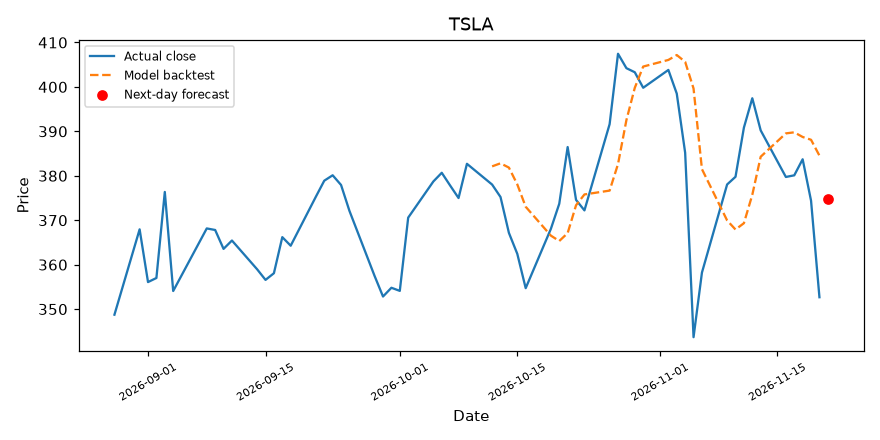 TSLA
Actual close
Model backtest
Next-day forecast
Price
410
400
390
380
370
360
350
2026-09-01
2026-09-15
2026-10-01
2026-10-15
2026-11-01
2026-11-15
Date